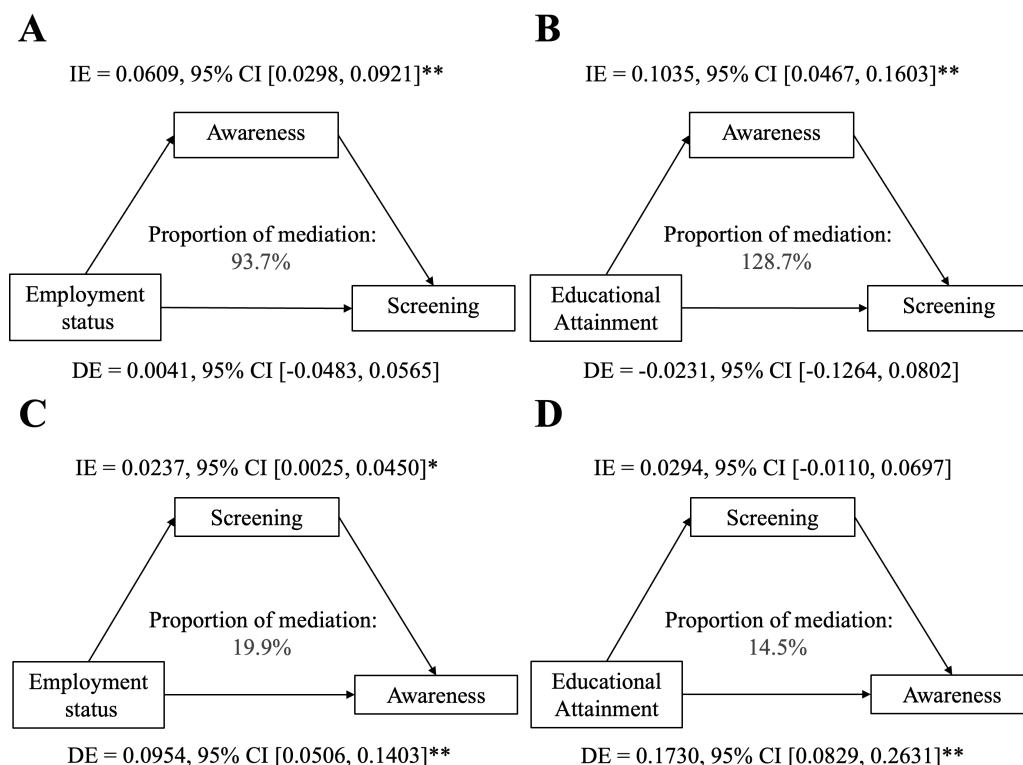 A
IE = 0.0609, 95% CI [0.0298, 0.0921]**
Awareness
Proportion of mediation:
93.7%
Employment
status
Screening
DE = 0.0041, 95% CI [-0.0483, 0.0565]
B
IE = 0.1035, 95% CI [0.0467, 0.1603]**
Awareness
Proportion of mediation:
128.7%
Educational
Attainment
Screening
DE = -0.0231, 95% CI [-0.1264, 0.0802]
C
IE = 0.0237, 95% CI [0.0025, 0.0450]*
Screening
Proportion of mediation:
19.9%
Employment
status
Awareness
DE = 0.0954, 95% CI [0.0506, 0.1403]**
D
IE = 0.0294, 95% CI [-0.0110, 0.0697]
Screening
Proportion of mediation:
14.5%
Educational
Attainment
Awareness
DE = 0.1730, 95% CI [0.0829, 0.2631]**